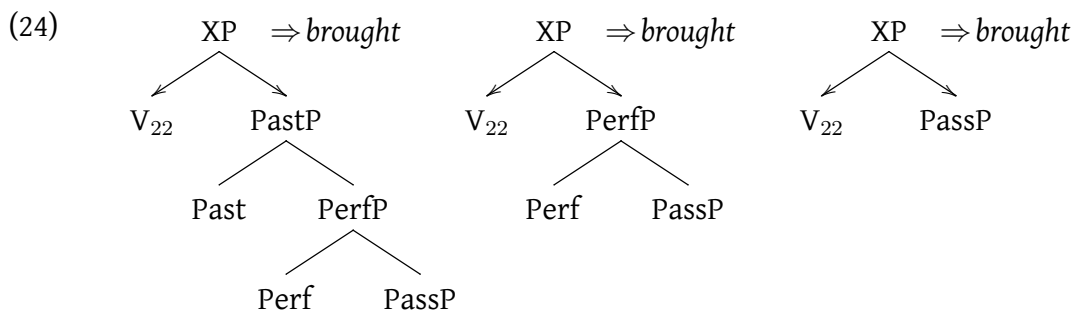 (24) XP ⇒ brought XP ⇒ brought XP ⇒ brought
V₂₂ PastP V₂₂ PerfP V₂₂ PassP
Past PerfP Perf PassP
Perf PassP